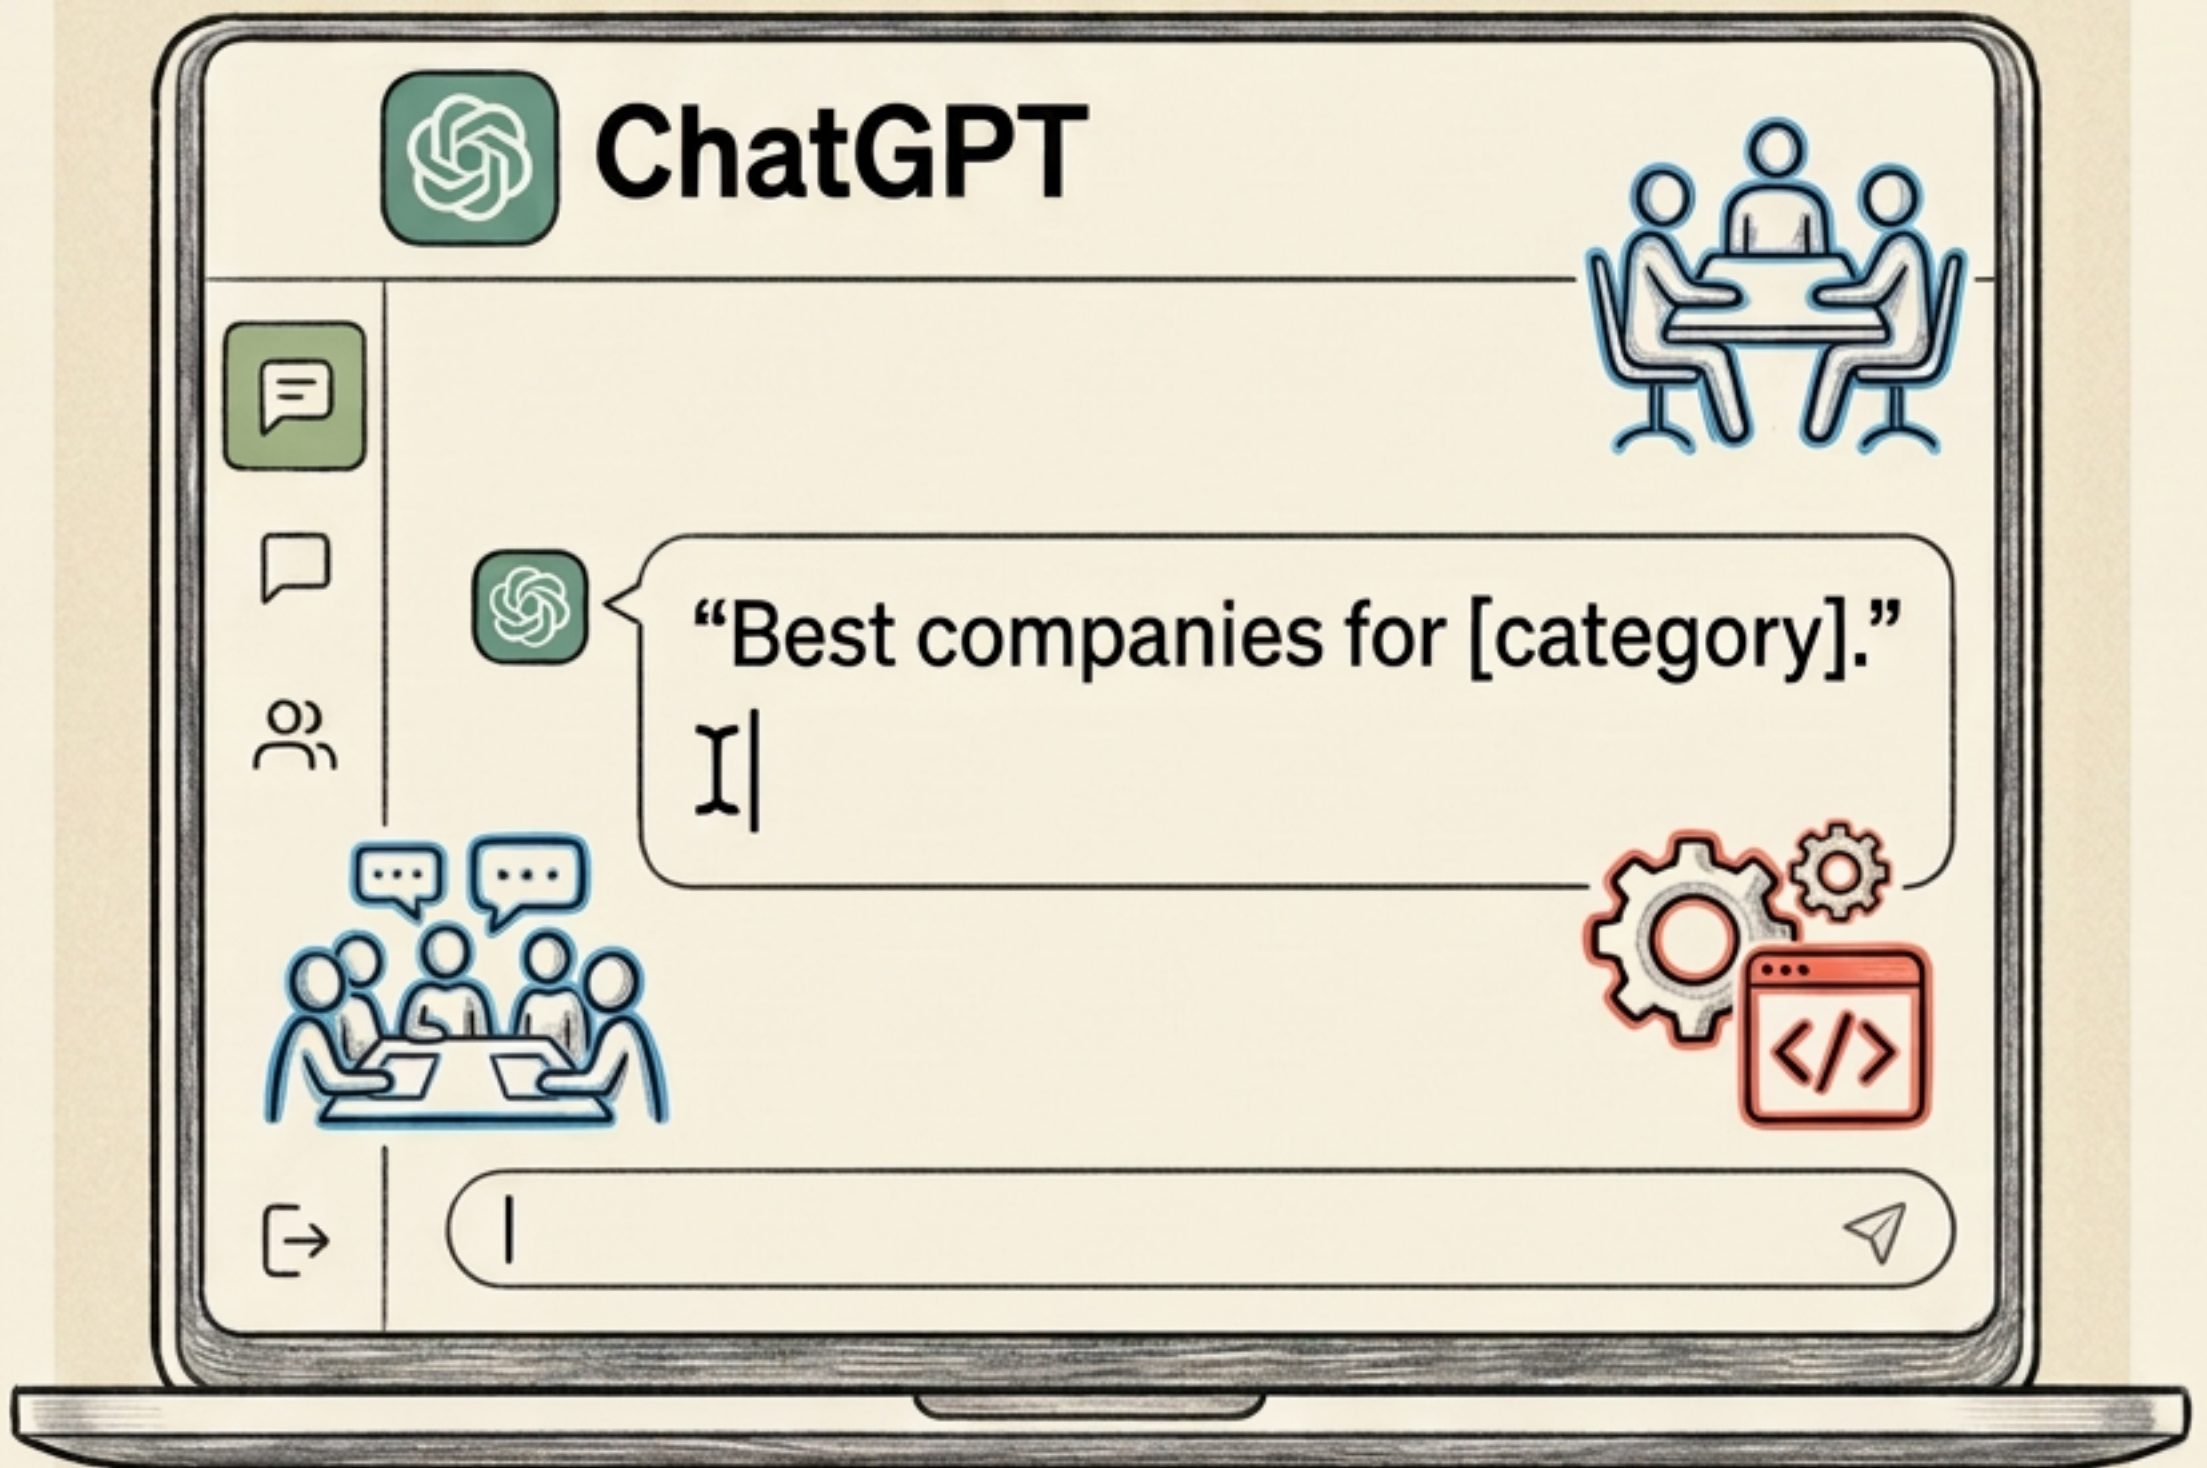 ChatGPT
“Best companies for [category].”
</>